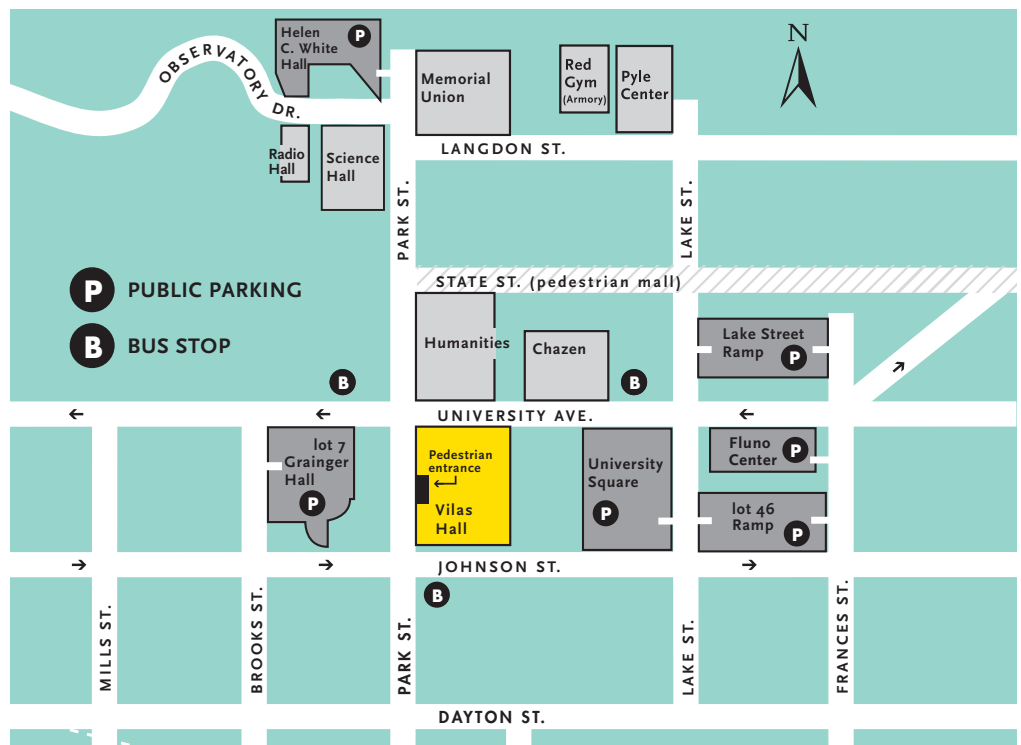 Helen
C. White
Hall
P
N
OBSERVATORY DR.
Memorial
Union
Red
Gym
(Armory)
Pyle
Center
LANGDON ST.
Radio
Hall
Science
Hall
PARK ST.
LAKE ST.
P PUBLIC PARKING
B BUS STOP
STATE ST. (pedestrian mall)
Humanities
Chazen
B
B
Lake Street
Ramp
P
UNIVERSITY AVE.
lot 7
Grainger
Hall
P
Pedestrian
entrance
Vilas
Hall
University
Square
P
Fluno
Center
P
lot 46
Ramp
P
JOHNSON ST.
B
MILLS ST.
BROOKS ST.
PARK ST.
LAKE ST.
FRANCES ST.
DAYTON ST.